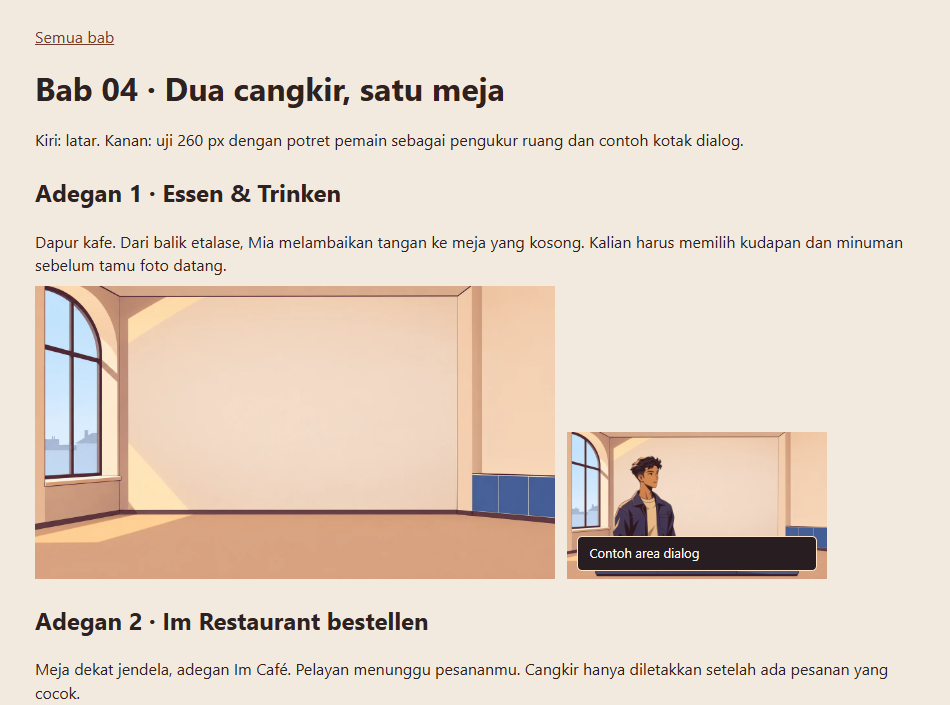 Semua bab
Bab 04 · Dua cangkir, satu meja
Kiri: latar. Kanan: uji 260 px dengan potret pemain sebagai pengukur ruang dan contoh kotak dialog.
Adegan 1 · Essen & Trinken
Dapur kafe. Dari balik etalase, Mia melambaikan tangan ke meja yang kosong. Kalian harus memilih kudapan dan minuman
sebelum tamu foto datang.
Contoh area dialog
Adegan 2 · Im Restaurant bestellen
Meja dekat jendela, adegan Im Café. Pelayan menunggu pesananmu. Cangkir hanya diletakkan setelah ada pesanan yang
cocok.